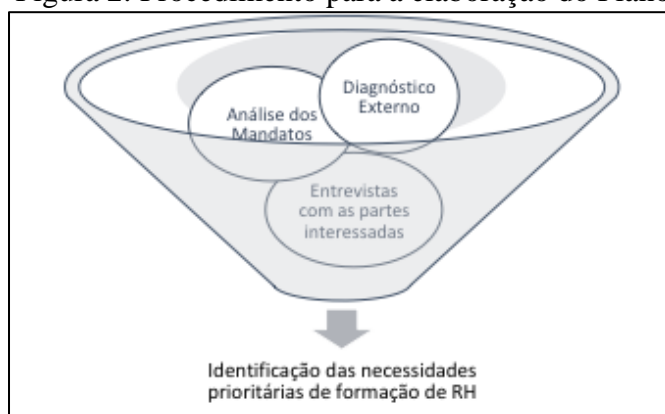 Figura 2. Procedimento para a elaboração do Plano
Diagnóstico
Externo
Análise dos
Mandatos
Entrevistas
com as partes
interessadas
Identificação das necessidades
prioritárias de formação de RH